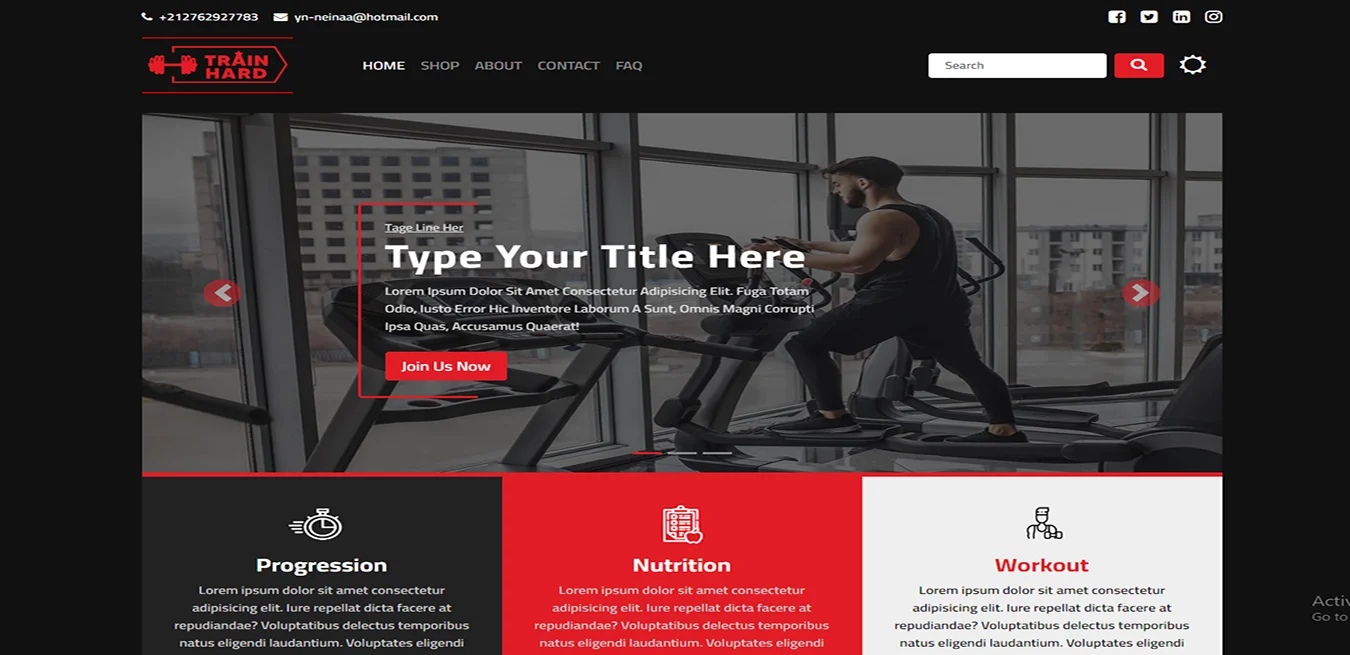 +212762927783 yn-neinaa@hotmail.com
TRAIN
HARD
HOME SHOP ABOUT CONTACT FAQ
Search
Tage Line Her
Type Your Title Here
Lorem Ipsum Dolor Sit Amet Consectetur Adipisicing Elit. Fuga Totam
Odio, Iusto Error Hic Inventore Laborum A Sunt, Omnis Magni Corrupti
Ipsa Quas, Accusamus Quaerat!
Join Us Now
Progression
Lorem ipsum dolor sit amet consectetur
adipisicing elit. Iure repellat dicta facere at
repudiandae? Voluptatibus delectus temporibus
natus eligendi laudantium. Voluptates eligendi
Nutrition
Lorem ipsum dolor sit amet consectetur
adipisicing elit. Iure repellat dicta facere at
repudiandae? Voluptatibus delectus temporibus
natus eligendi laudantium. Voluptates eligendi
Workout
Lorem ipsum dolor sit amet consectetur
adipisicing elit. Iure repellat dicta facere at
repudiandae? Voluptatibus delectus temporibus
natus eligendi laudantium. Voluptates eligendi
Activ
Go to